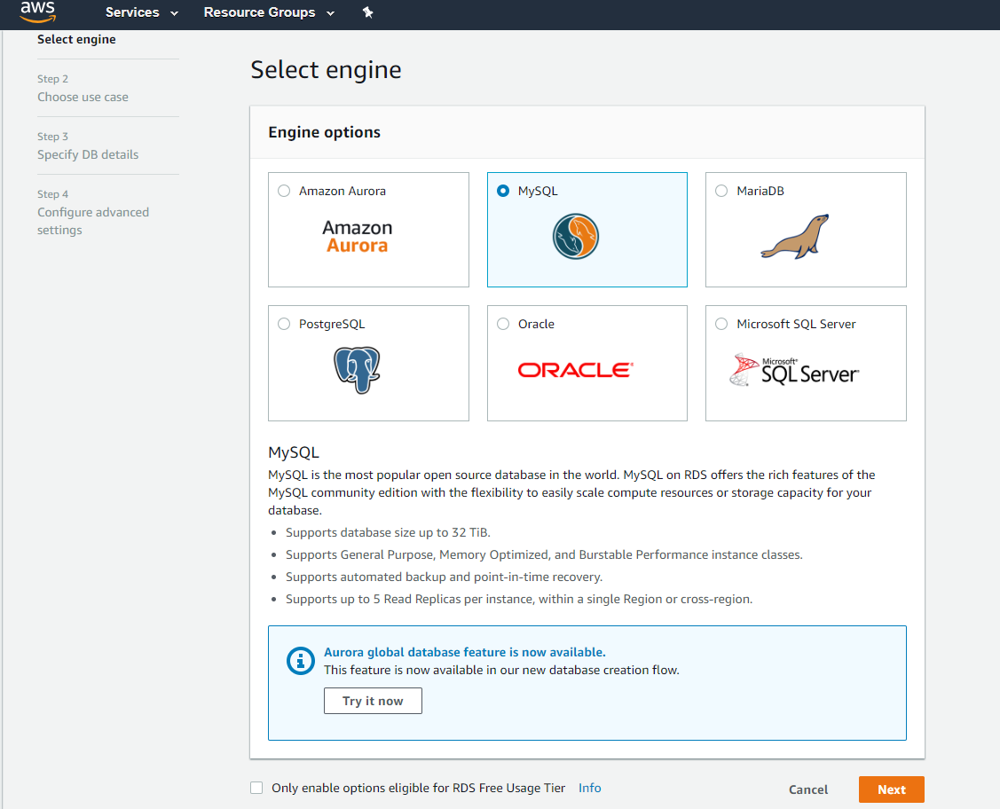 aws
Services
Resource Groups
Select engine
Step 2
Choose use case
Step 3
Specify DB details
Step 4
Configure advanced
settings
Select engine
Engine options
Amazon Aurora
Amazon
Aurora
MySQL
MariaDB
PostgreSQL
Oracle
ORACLE®
Microsoft SQL Server
Microsoft®
SQL Server®
MySQL
MySQL is the most popular open source database in the world. MySQL on RDS offers the rich features of the
MySQL community edition with the flexibility to easily scale compute resources or storage capacity for your
database.
• Supports database size up to 32 TiB.
• Supports General Purpose, Memory Optimized, and Burstable Performance instance classes.
• Supports automated backup and point-in-time recovery.
• Supports up to 5 Read Replicas per instance, within a single Region or cross-region.
Aurora global database feature is now available.
This feature is now available in our new database creation flow.
Try it now
Only enable options eligible for RDS Free Usage Tier Info
Cancel
Next